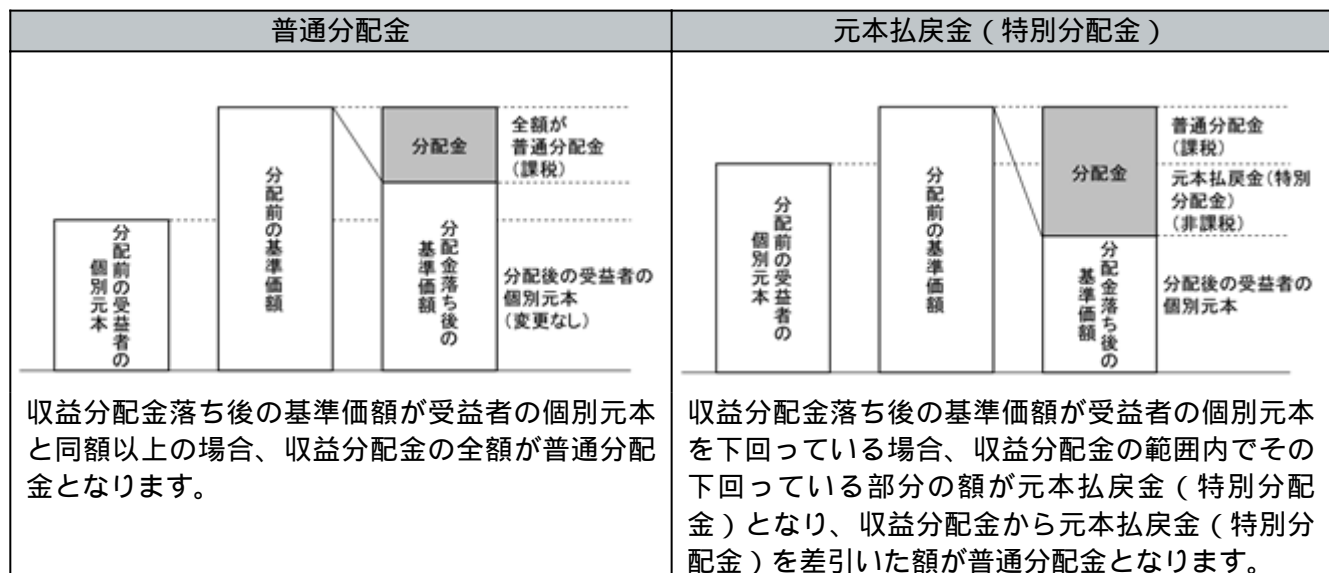 普通分配金
分配前の受益者の
個別元本
分配前の基準価額
分配金
分配金落ち後の
基準価額
全額が
普通分配金
（課税）
分配後の受益者の
個別元本
（変更なし）
収益分配金落ち後の基準価額が受益者の個別元本
と同額以上の場合、収益分配金の全額が普通分配
金となります。
元本払戻金（特別分配金）
分配前の受益者の
個別元本
分配前の基準価額
分配金
分配金落ち後の
基準価額
普通分配金
（課税）
元本払戻金（特別
分配金）
（非課税）
分配後の受益者の
個別元本
収益分配金落ち後の基準価額が受益者の個別元本
を下回っている場合、収益分配金の範囲内でその
下回っている部分の額が元本払戻金（特別分配
金）となり、収益分配金から元本払戻金（特別分
配金）を差引いた額が普通分配金となります。